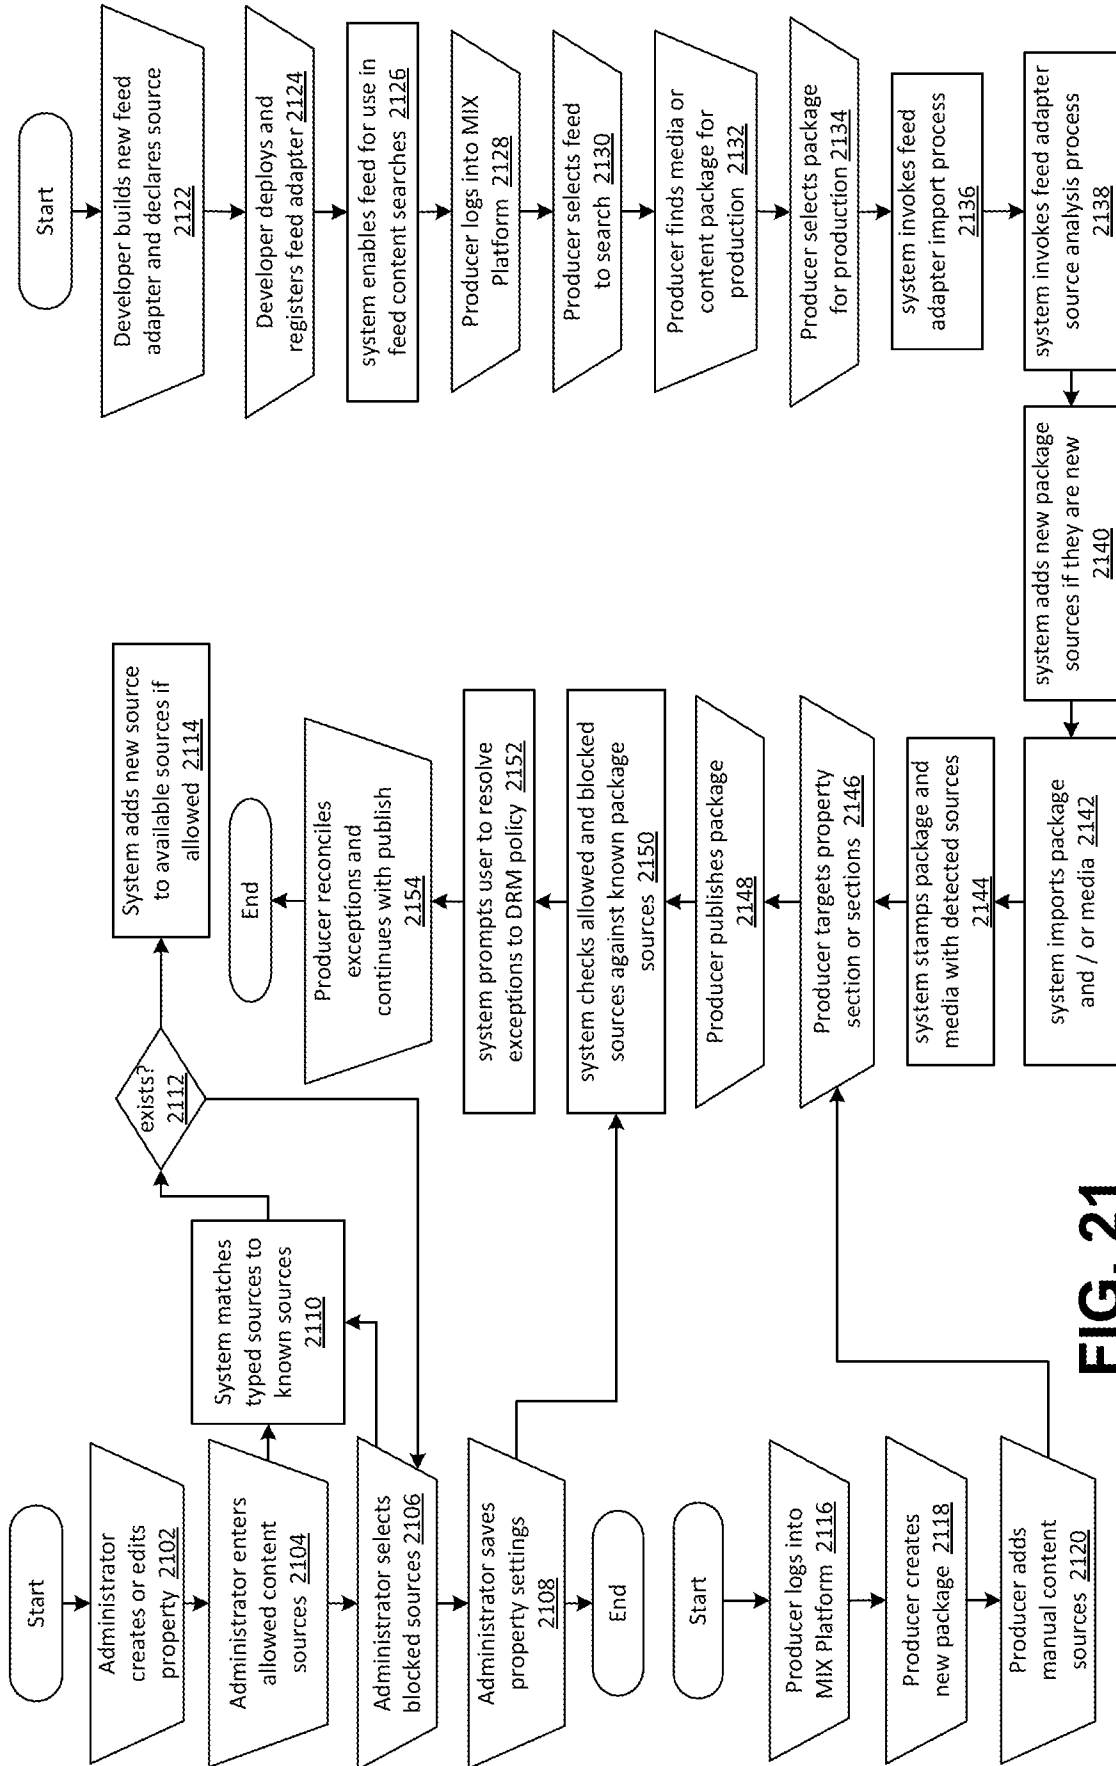 Start
Administrator
creates or edits
property 2102
Administrator enters
allowed content
sources 2104
Administrator selects
blocked sources 2106
Administrator saves
property settings
2108
End
System matches
typed sources to
known sources
2110
exists?
2112
System adds new source
to available sources if
allowed 2114
Start
Producer logs into
MIX Platform 2116
Producer creates
new package 2118
Producer adds
manual content
sources 2120
Start
Developer builds new feed
adapter and declares source
2122
Developer deploys and
registers feed adapter 2124
system enables feed for use in
feed content searches 2126
Producer logs into MIX
Platform 2128
Producer selects feed
to search 2130
Producer finds media or
content package for
production 2132
Producer selects package
for production 2134
system invokes feed
adapter import process
2136
system invokes feed adapter
source analysis process
2138
system adds new package
sources if they are new
2140
system imports package
and / or media 2142
system stamps package and
media with detected sources
2144
Producer targets property
section or sections 2146
Producer publishes package
2148
system checks allowed and blocked
sources against known package
sources 2150
system prompts user to resolve
exceptions to DRM policy 2152
Producer reconciles
exceptions and
continues with publish
2154
End
FIG. 21